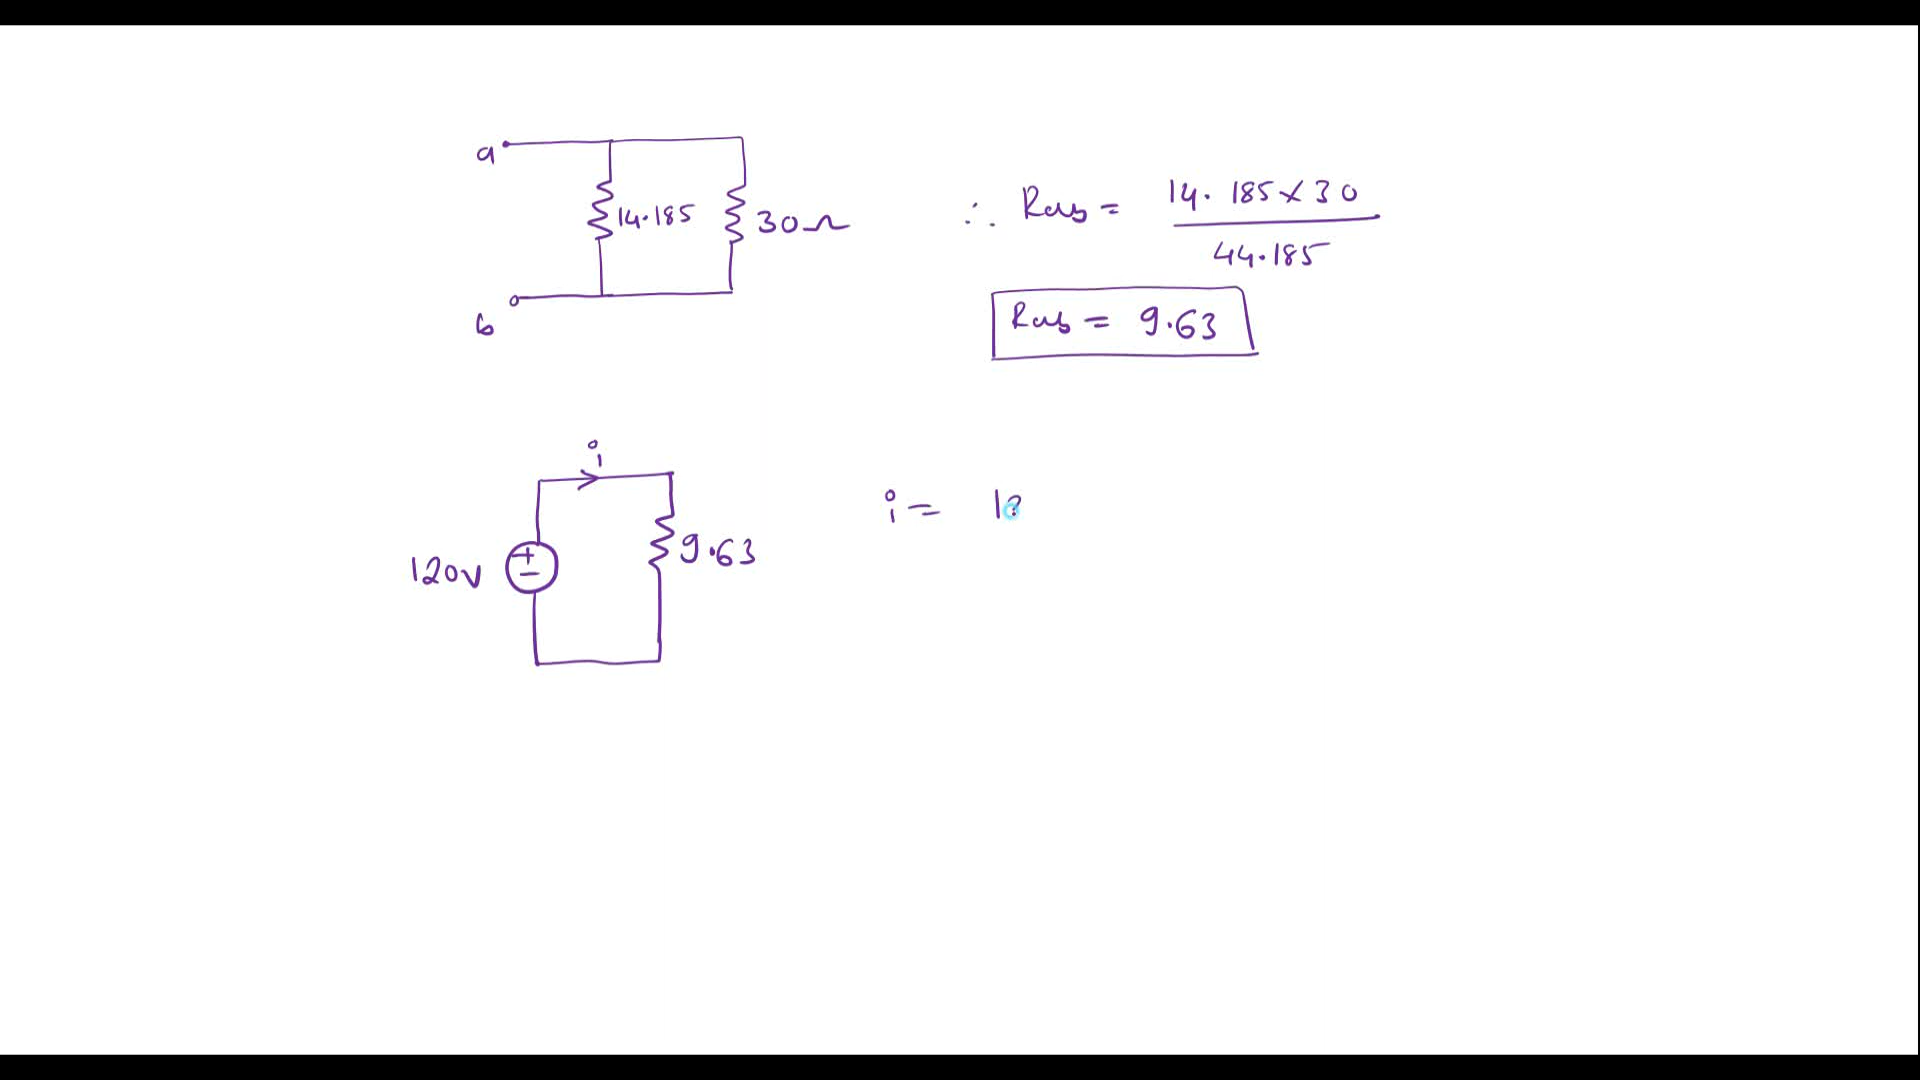 a
14.185
30Ω
b
∴ Rab = 14.185×30
44.185
Rab = 9.63
i
120v
+
−
9.63
i = 1